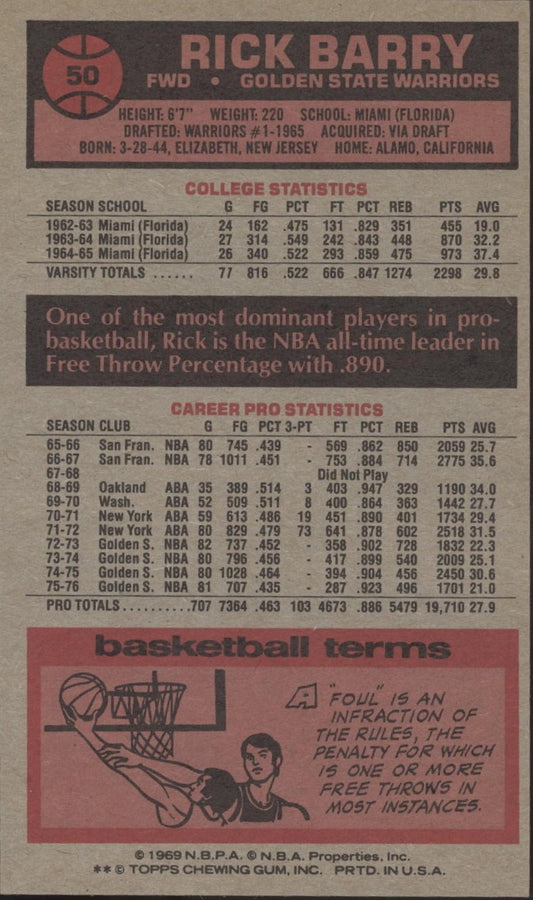 50
RICK BARRY
FWD • GOLDEN STATE WARRIORS
HEIGHT: 6'7" WEIGHT: 220 SCHOOL: MIAMI (FLORIDA)
DRAFTED: WARRIORS #1-1965 ACQUIRED: VIA DRAFT
BORN: 3-28-44, ELIZABETH, NEW JERSEY HOME: ALAMO, CALIFORNIA
COLLEGE STATISTICS
SEASON SCHOOL G FG PCT FT PCT REB PTS AVG
1962-63 Miami (Florida) 24 162 .475 131 .829 351 455 19.0
1963-64 Miami (Florida) 27 314 .549 242 .843 448 870 32.2
1964-65 Miami (Florida) 26 340 .522 293 .859 475 973 37.4
VARSITY TOTALS ...... 77 816 .522 666 .847 1274 2298 29.8
One of the most dominant players in pro-
basketball, Rick is the NBA all-time leader in
Free Throw Percentage with .890.
CAREER PRO STATISTICS
SEASON CLUB G FG PCT 3-PT FT PCT REB PTS AVG
65-66 San Fran. NBA 80 745 .439 - 569 .862 850 2059 25.7
66-67 San Fran. NBA 78 1011 .451 - 753 .884 714 2775 35.6
67-68 Did Not Play
68-69 Oakland ABA 35 389 .514 3 403 .947 329 1190 34.0
69-70 Wash. ABA 52 509 .511 8 400 .864 363 1442 27.7
70-71 New York ABA 59 613 .486 19 451 .890 401 1734 29.4
71-72 New York ABA 80 829 .479 73 641 .878 602 2518 31.5
72-73 Golden S. NBA 82 737 .452 - 358 .902 728 1832 22.3
73-74 Golden S. NBA 80 796 .456 - 417 .899 540 2009 25.1
74-75 Golden S. NBA 80 1028 .464 - 394 .904 456 2450 30.6
75-76 Golden S. NBA 81 707 .435 - 287 .923 496 1701 21.0
PRO TOTALS..........707 7364 .463 103 4673 .886 5479 19,710 27.9
basketball terms
A "FOUL" IS AN
INFRACTION OF
THE RULES, THE
PENALTY FOR WHICH
IS ONE OR MORE
FREE THROWS IN
MOST INSTANCES.
© 1969 N.B.P.A. © N.B.A. Properties, Inc.
** © TOPPS CHEWING GUM, INC. PRTD. IN U.S.A.